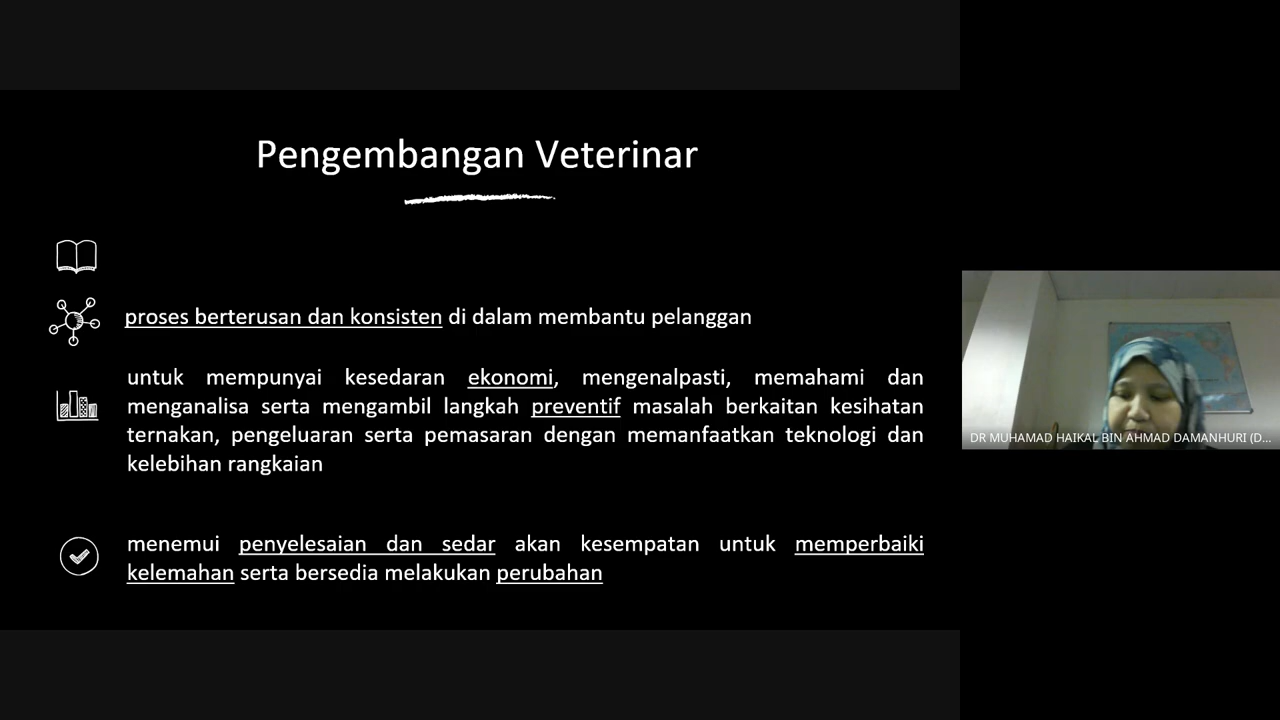 Pengembangan Veterinar
proses berterusan dan konsisten di dalam membantu pelanggan
untuk mempunyai kesedaran ekonomi, mengenalpasti, memahami dan
menganalisa serta mengambil langkah preventif masalah berkaitan kesihatan
ternakan, pengeluaran serta pemasaran dengan memanfaatkan teknologi dan
kelebihan rangkaian
menemui penyelesaian dan sedar akan kesempatan untuk memperbaiki
kelemahan serta bersedia melakukan perubahan
DR MUHAMAD HAIKAL BIN AHMAD DAMANHURI (D...